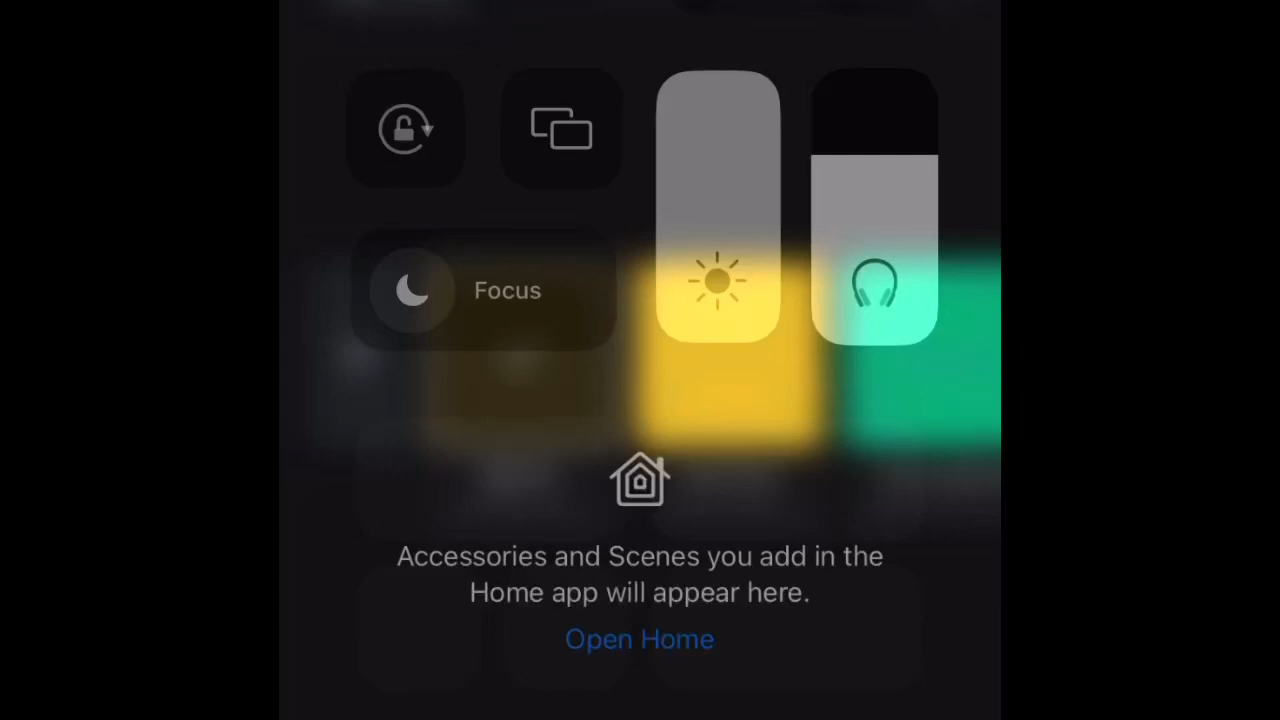 Focus
Accessories and Scenes you add in the
Home app will appear here.
Open Home